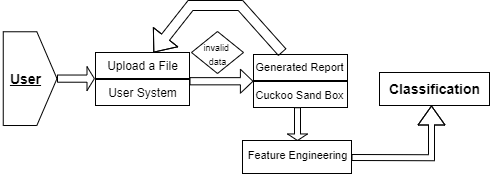 User
Upload a File
User System
invalid
data
Generated Report
Cuckoo Sand Box
Feature Engineering
Classification